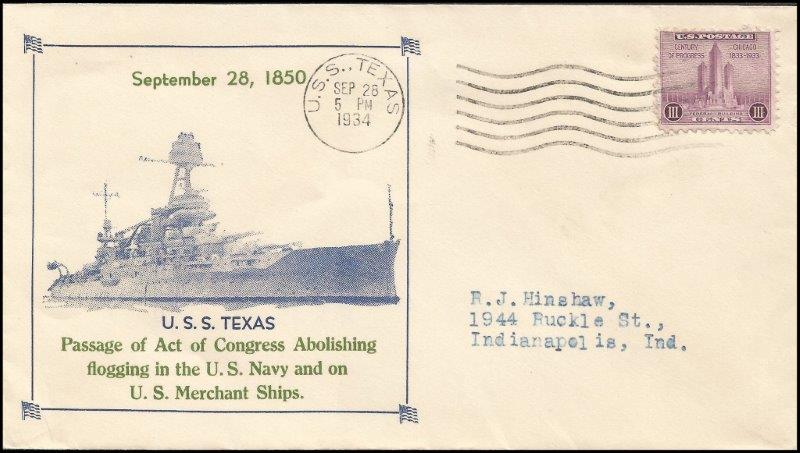 September 28, 1850
U.S.S. TEXAS
SEP 28
5 PM
1934
U.S. POSTAGE
CENTURY OF PROGRESS
CHICAGO 1833-1933
FEDERAL BUILDING
III CENTS III
U. S. S. TEXAS
Passage of Act of Congress Abolishing
flogging in the U. S. Navy and on
U. S. Merchant Ships.
R.J. Hinshaw,
1944 Ruckle St.,
Indianapolis, Ind.